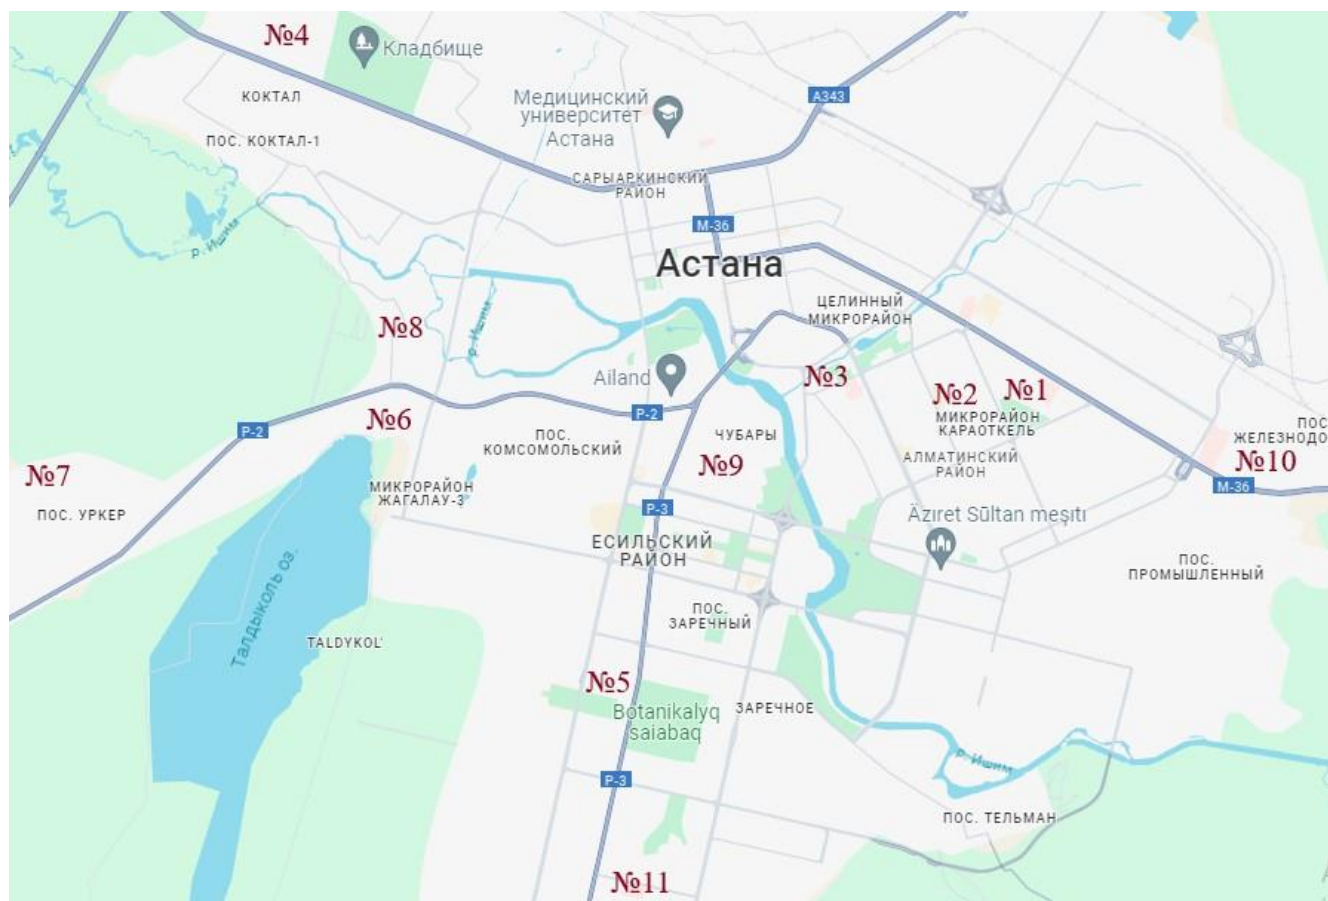 №4
Кладбище
КОКТАЛ
ПОС. КОКТАЛ-1
Медицинский
университет
Астана
А343
САРЫАРКИНСКИЙ
РАЙОН
М-36
р. Ишим
Астана
ЦЕЛИННЫЙ
МИКРОРАЙОН
№8
р. Ишим
Ailand
№3
№2
№1
МИКРОРАЙОН
КАРАОТКЕЛЬ
Р-2
№6
Р-2
ПОС.
КОМСОМОЛЬСКИЙ
ЧУБАРЫ
№9
АЛМАТИНСКИЙ
РАЙОН
ПОС
ЖЕЛЕЗНОДО
№10
М-36
№7
ПОС. УРКЕР
МИКРОРАЙОН
ЖАГАЛАУ-3
Р-3
Äziret Sūltan meşıtı
ЕСИЛЬСКИЙ
РАЙОН
ПОС.
ПРОМЫШЛЕННЫЙ
Талдыколь оз.
TALDYKOL'
ПОС.
ЗАРЕЧНЫЙ
№5
Botanikalyq
saiabaq
ЗАРЕЧНОЕ
р. Ишим
Р-3
ПОС. ТЕЛЬМАН
№11